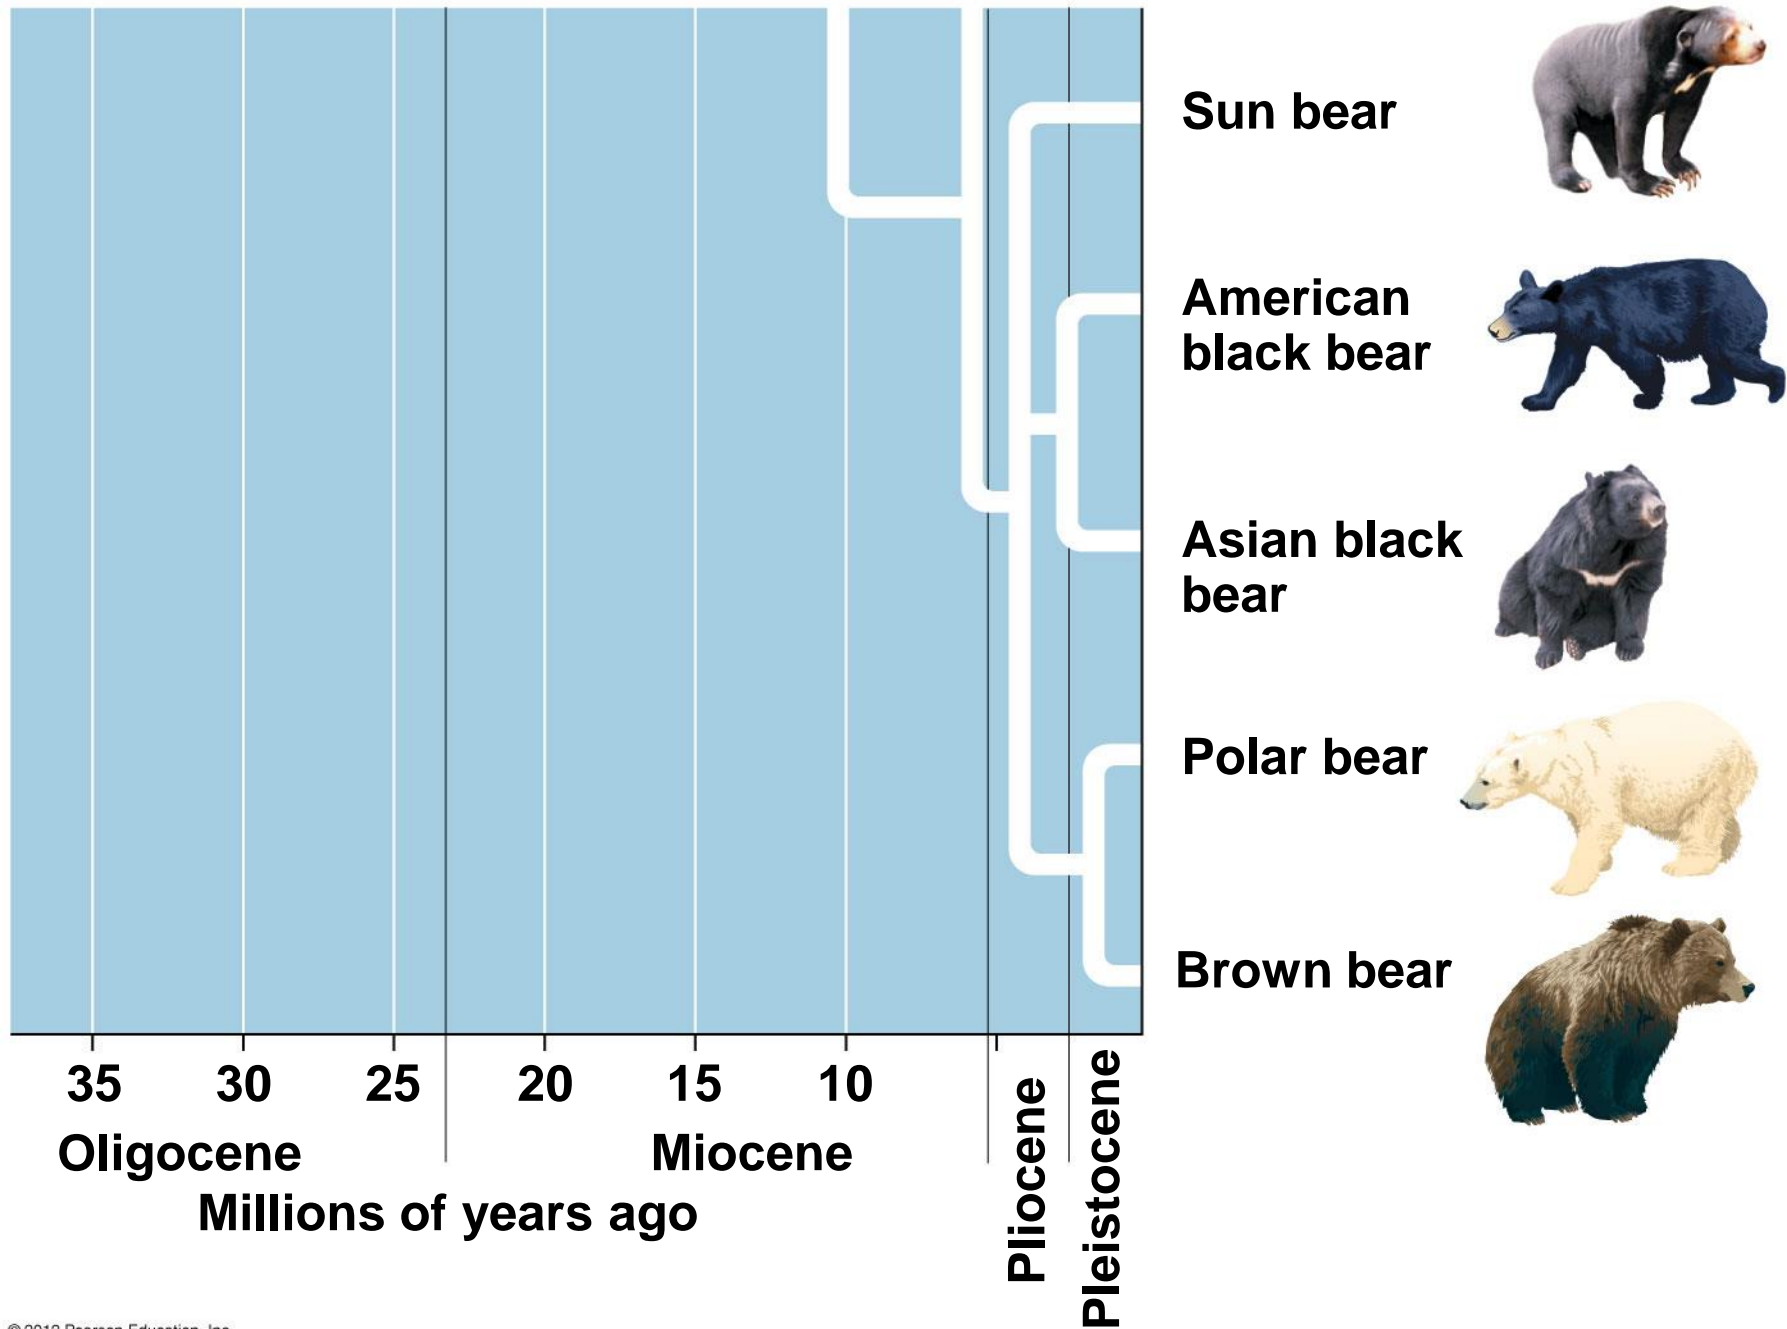 Sun bear
American
black bear
Asian black
bear
Polar bear
Brown bear
35 30 25 20 15 10
Oligocene Miocene Pliocene Pleistocene
Millions of years ago